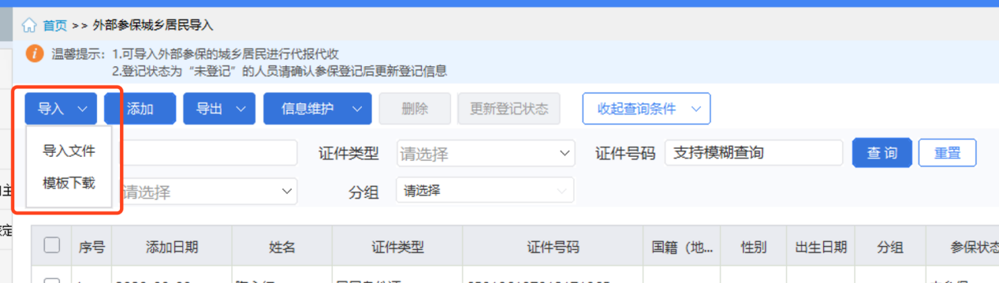 首页 >> 外部参保城乡居民导入
温馨提示: 1.可导入外部参保的城乡居民进行代报代收
2.登记状态为“未登记”的人员请确认参保登记后更新登记信息
导入 添加 导出 信息维护 删除 更新登记状态 收起查询条件
导入文件 证件类型 请选择 证件号码 支持模糊查询 查询 重置
模板下载 请选择 分组 请选择
序号 添加日期 姓名 证件类型 证件号码 国籍（地... 性别 出生日期 分组 参保状态